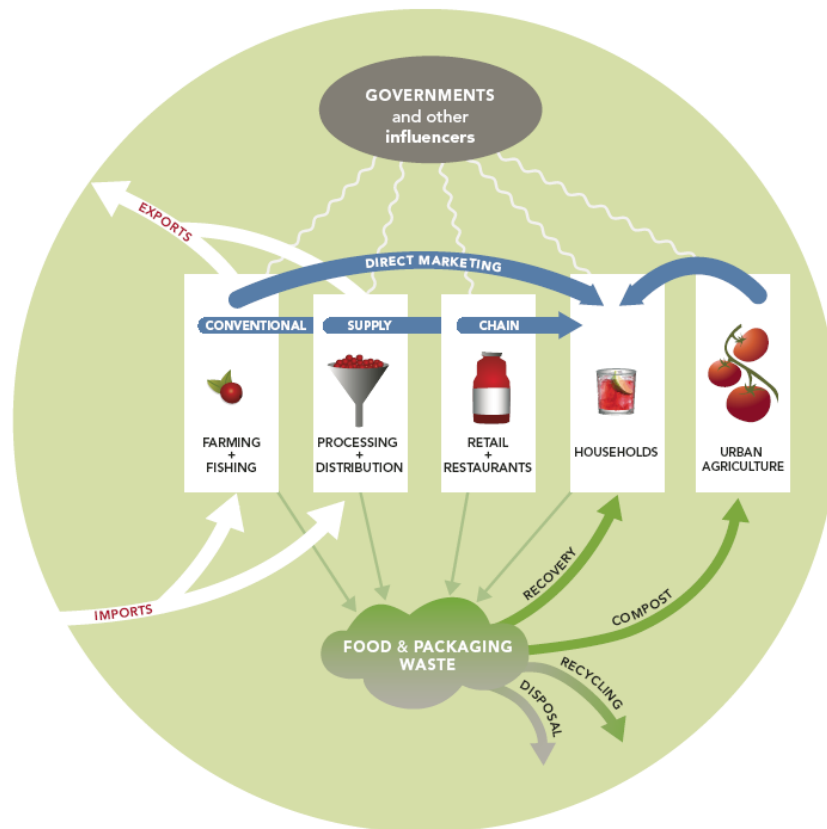 GOVERNMENTS
and other
influencers
EXPORTS
DIRECT MARKETING
CONVENTIONAL SUPPLY CHAIN
FARMING
+
FISHING
PROCESSING
+
DISTRIBUTION
RETAIL
+
RESTAURANTS
HOUSEHOLDS
URBAN
AGRICULTURE
IMPORTS
RECOVERY
COMPOST
FOOD & PACKAGING
WASTE
RECYCLING
DISPOSAL